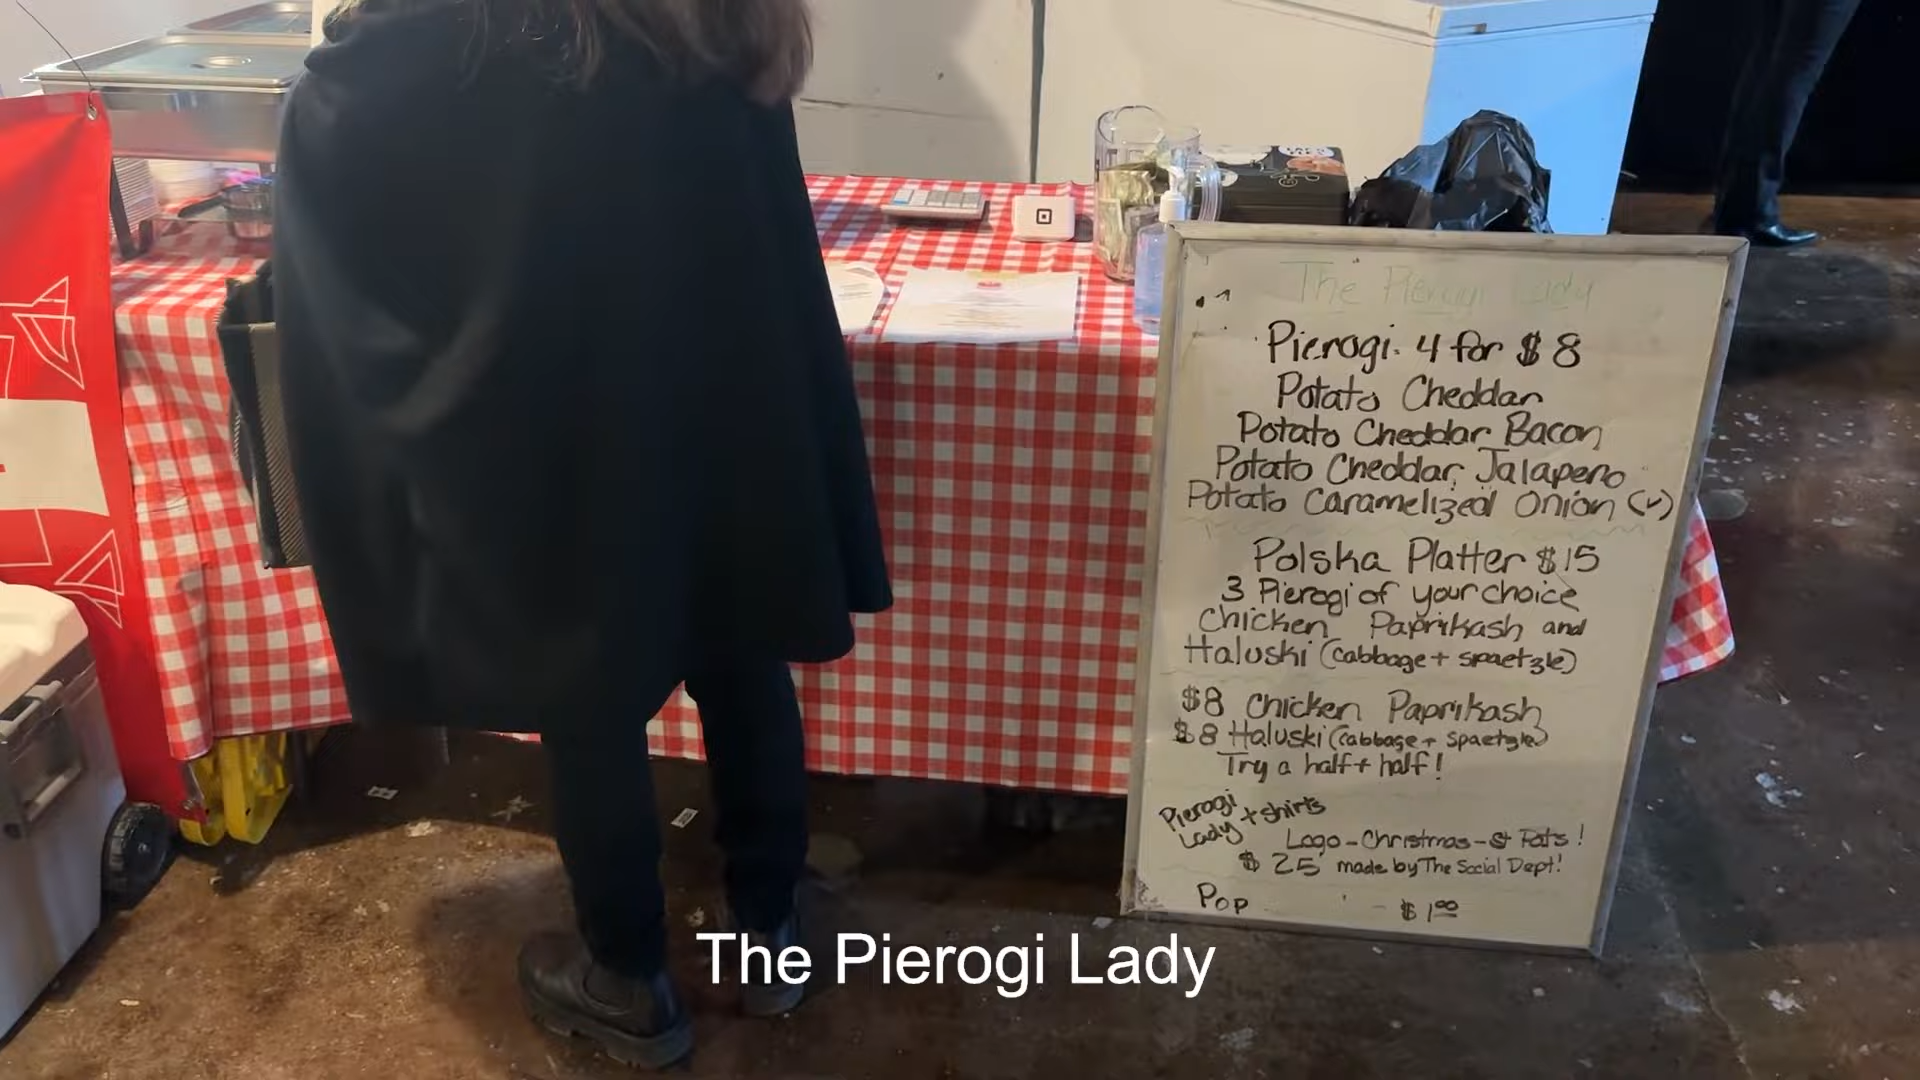 The Pierogi Lady
Pierogi 4 for $8
Potato Cheddar
Potato Cheddar Bacon
Potato Cheddar Jalapeno
Potato Caramelized Onion (v)
Polska Platter $15
3 Pierogi of your choice
Chicken Paprikash and
Haluski (cabbage + spaetzle)
$8 Chicken Paprikash
$8 Haluski (cabbage + spaetzle)
Try a half + half!
Pierogi
Lady t shirts
Logo - Christmas - St Pats!
$25 made by The Social Dept!
Pop $1.00
The Pierogi Lady